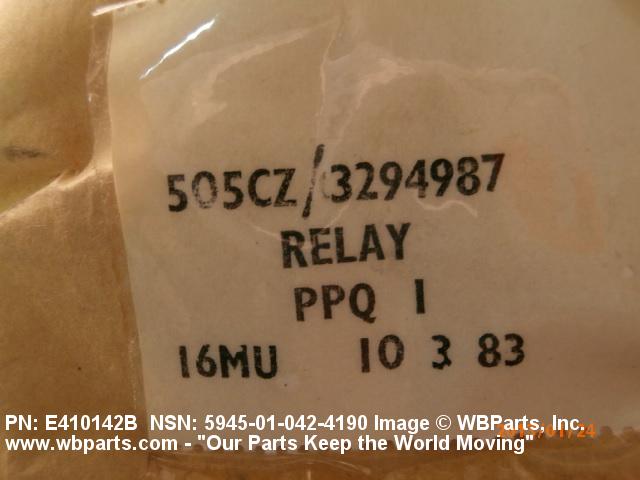 505CZ/3294987
RELAY
PPQ 1
16MU 10 3 83
PN: E410142B NSN: 5945-01-042-4190 Image © WBParts, Inc.
www.wbparts.com - "Our Parts Keep the World Moving"